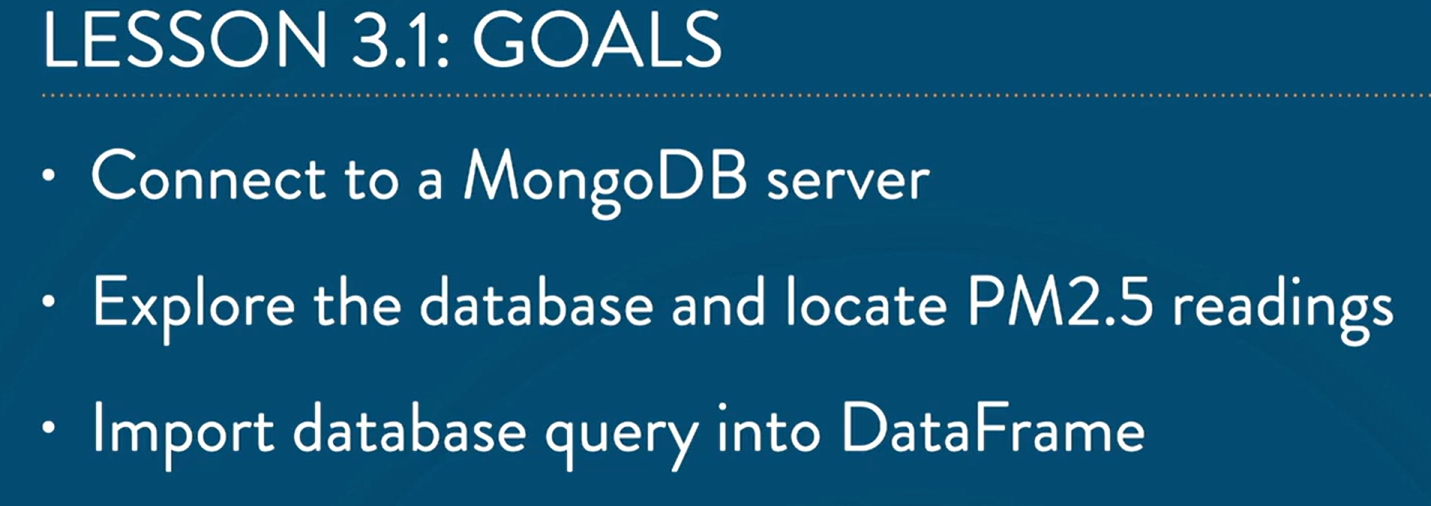 LESSON 3.1: GOALS
• Connect to a MongoDB server
• Explore the database and locate PM2.5 readings
• Import database query into DataFrame